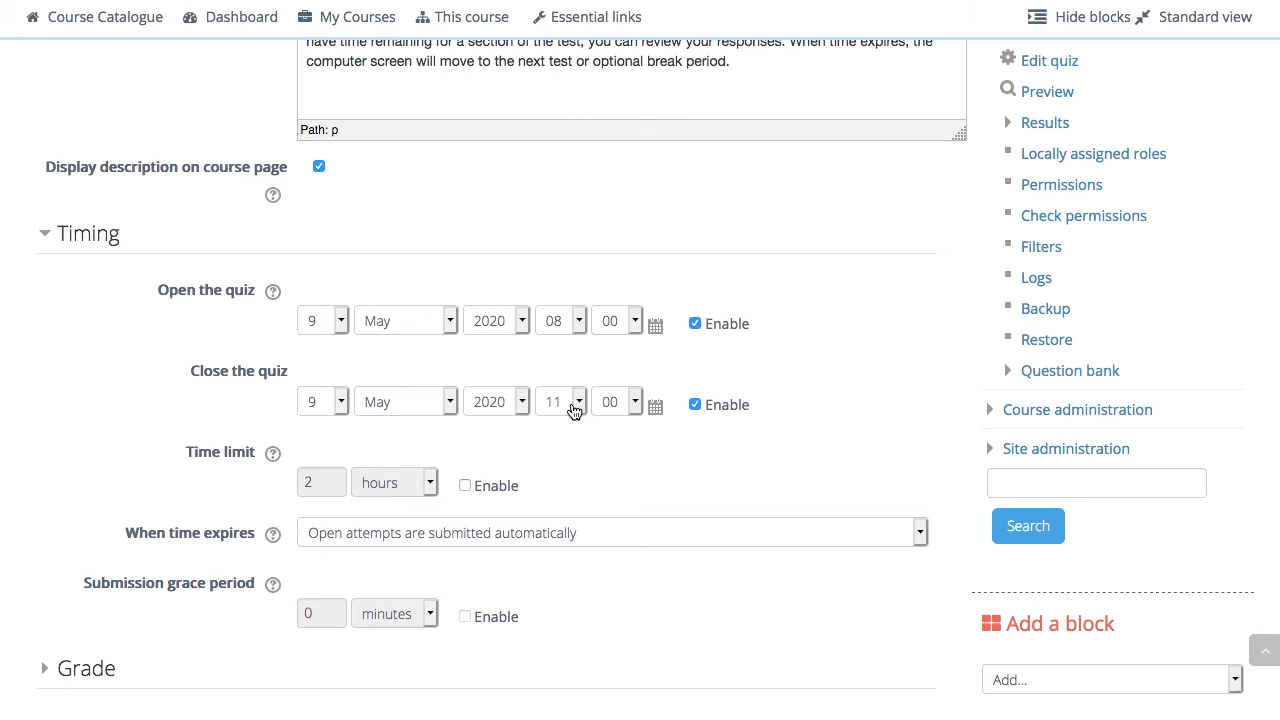 Course Catalogue Dashboard My Courses This course Essential links Hide blocks Standard view
have time remaining for a section of the test, you can review your responses. When time expires, the
computer screen will move to the next test or optional break period.
Path: p
Display description on course page
Timing
Open the quiz
9 May 2020 08 00 Enable
Close the quiz
9 May 2020 11 00 Enable
Time limit
2 hours Enable
When time expires Open attempts are submitted automatically
Submission grace period
0 minutes Enable
Grade
Edit quiz
Preview
Results
Locally assigned roles
Permissions
Check permissions
Filters
Logs
Backup
Restore
Question bank
Course administration
Site administration
Search
Add a block
Add...